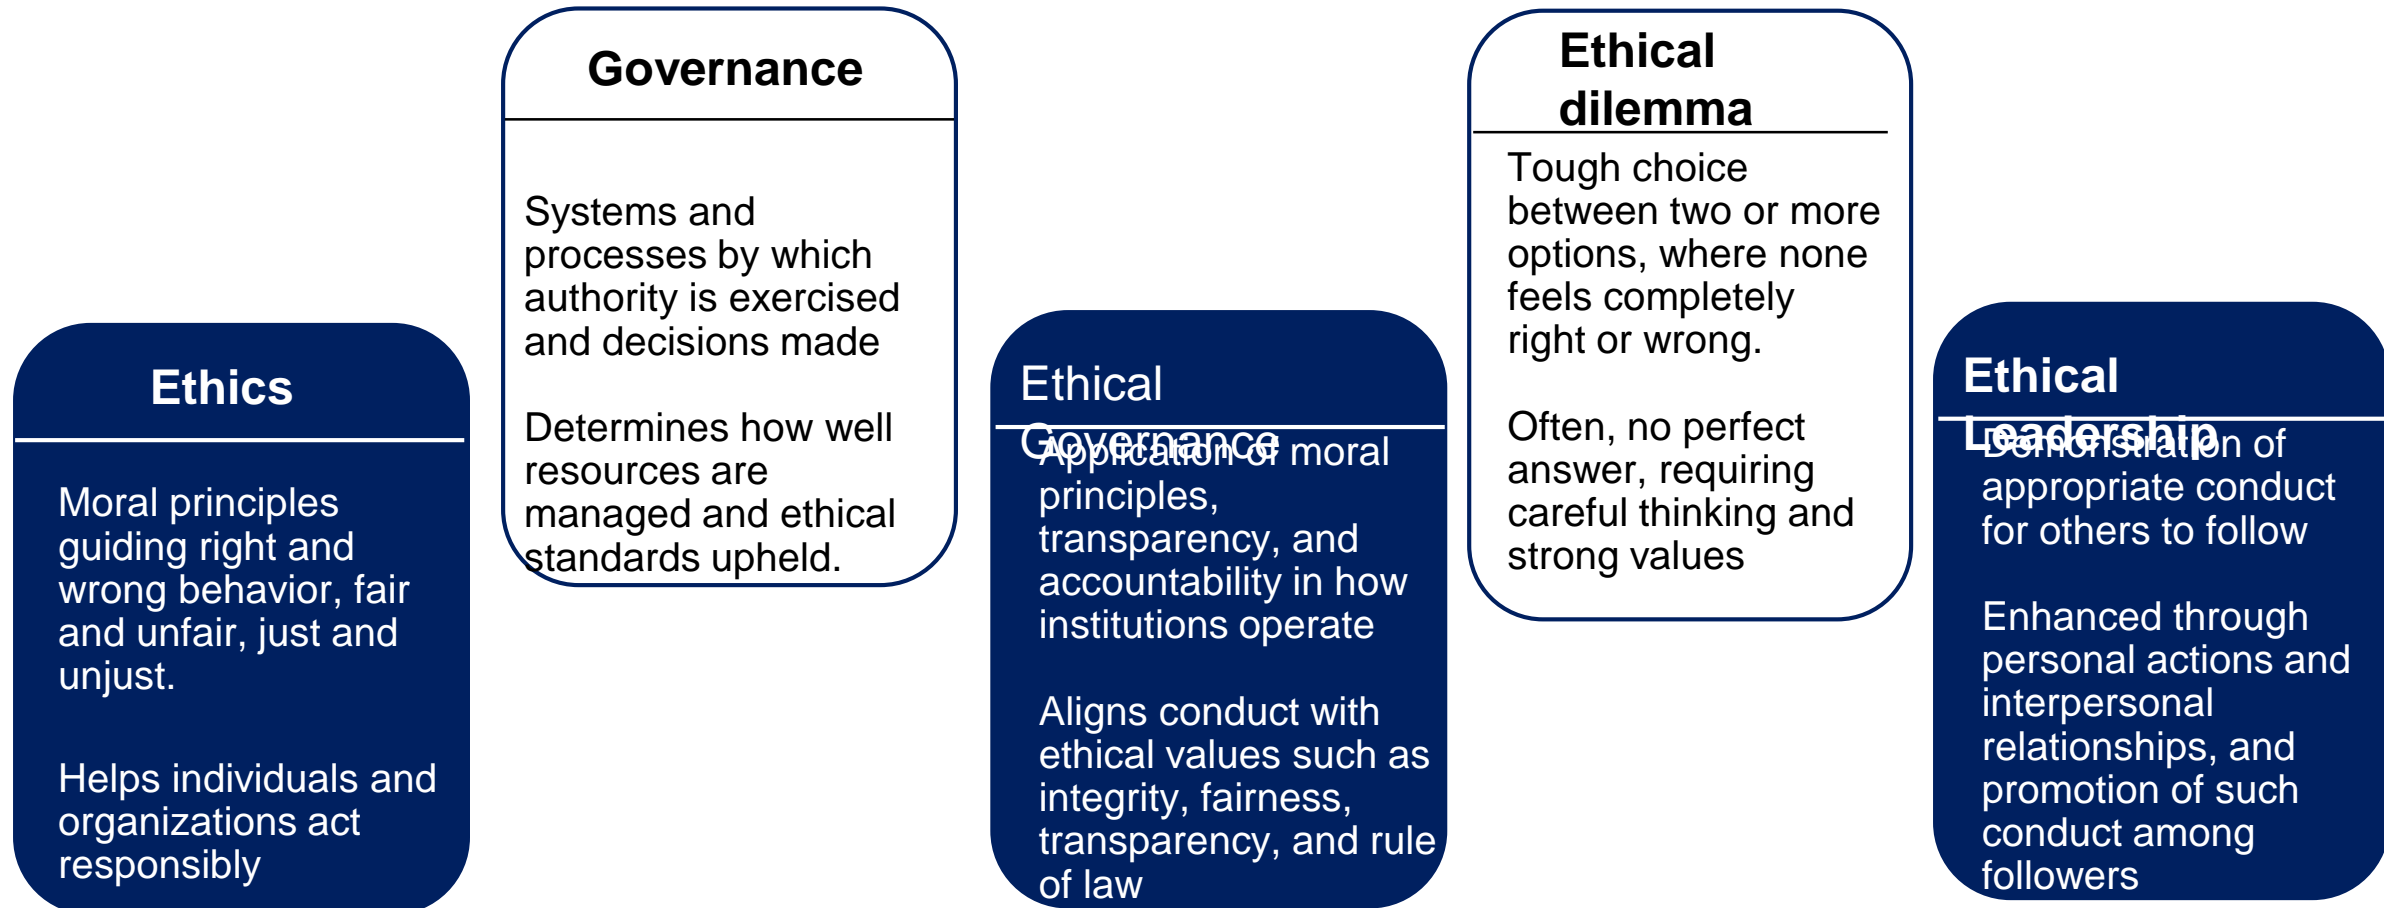 Ethics
Moral principles
guiding right and
wrong behavior, fair
and unfair, just and
unjust.
Helps individuals and
organizations act
responsibly
Governance
Systems and
processes by which
authority is exercised
and decisions made
Determines how well
resources are
managed and ethical
standards upheld.
Ethical
Governance
Application of moral
principles,
transparency, and
accountability in how
institutions operate
Aligns conduct with
ethical values such as
integrity, fairness,
transparency, and rule
of law
Ethical
dilemma
Tough choice
between two or more
options, where none
feels completely
right or wrong.
Often, no perfect
answer, requiring
careful thinking and
strong values
Ethical
Leadership
Demonstration of
appropriate conduct
for others to follow
Enhanced through
personal actions and
interpersonal
relationships, and
promotion of such
conduct among
followers